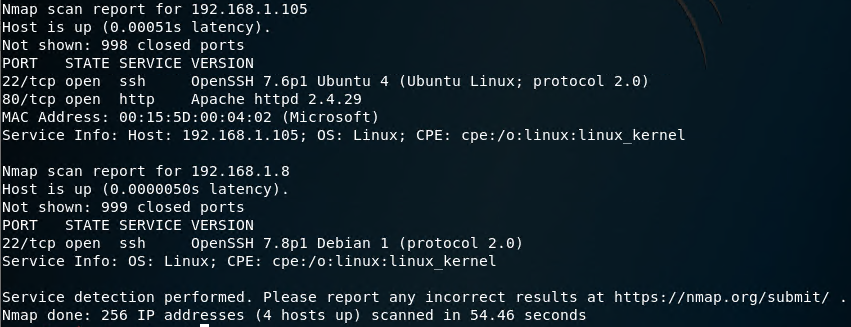 Nmap scan report for 192.168.1.105
Host is up (0.00051s latency).
Not shown: 998 closed ports
PORT   STATE SERVICE VERSION
22/tcp open  ssh     OpenSSH 7.6p1 Ubuntu 4 (Ubuntu Linux; protocol 2.0)
80/tcp open  http    Apache httpd 2.4.29
MAC Address: 00:15:5D:00:04:02 (Microsoft)
Service Info: Host: 192.168.1.105; OS: Linux; CPE: cpe:/o:linux:linux_kernel

Nmap scan report for 192.168.1.8
Host is up (0.0000050s latency).
Not shown: 999 closed ports
PORT   STATE SERVICE VERSION
22/tcp open  ssh     OpenSSH 7.8p1 Debian 1 (protocol 2.0)
Service Info: OS: Linux; CPE: cpe:/o:linux:linux_kernel

Service detection performed. Please report any incorrect results at https://nmap.org/submit/ .
Nmap done: 256 IP addresses (4 hosts up) scanned in 54.46 seconds